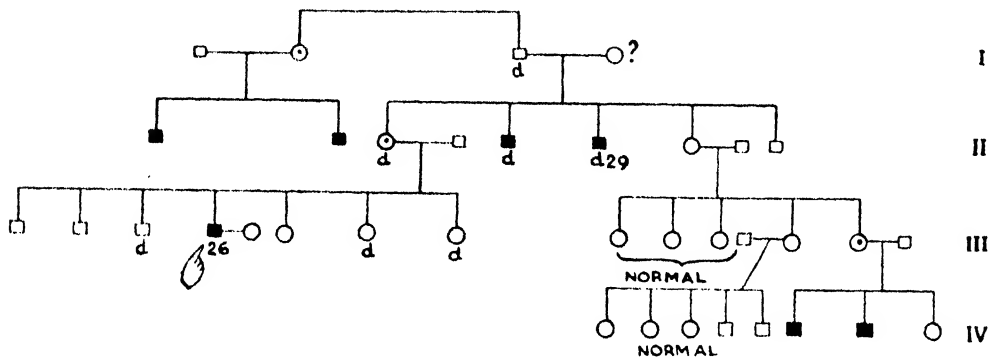 ? I
d
d d d29 II
d 26 d d III
NORMAL
NORMAL IV